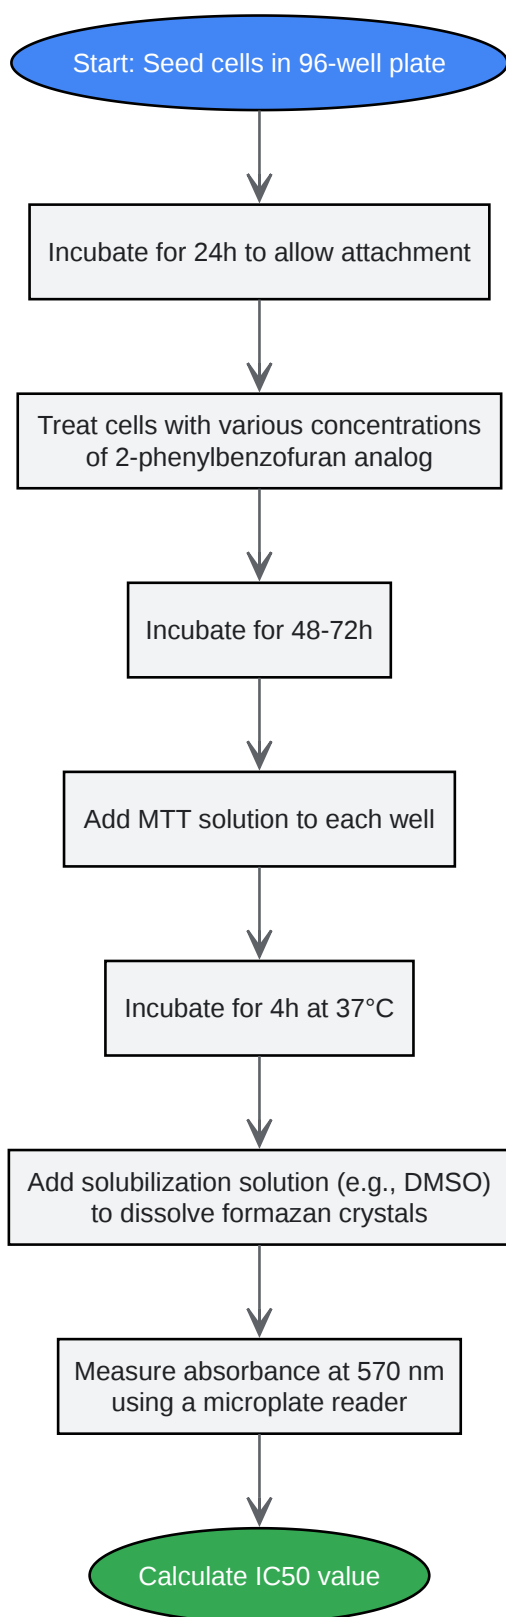 Start: Seed cells in 96-well plate
Incubate for 24h to allow attachment
Treat cells with various concentrations
of 2-phenylbenzofuran analog
Incubate for 48-72h
Add MTT solution to each well
Incubate for 4h at 37°C
Add solubilization solution (e.g., DMSO)
to dissolve formazan crystals
Measure absorbance at 570 nm
using a microplate reader
Calculate IC50 value